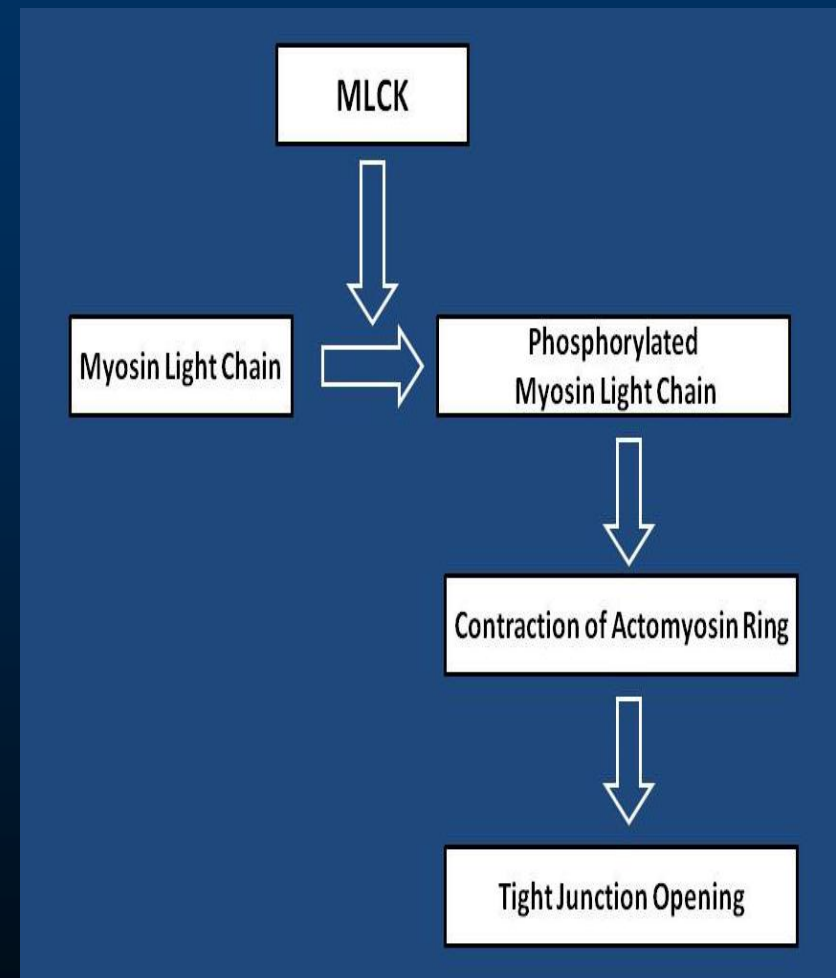 MLCK
Myosin Light Chain
Phosphorylated
Myosin Light Chain
Contraction of Actomyosin Ring
Tight Junction Opening